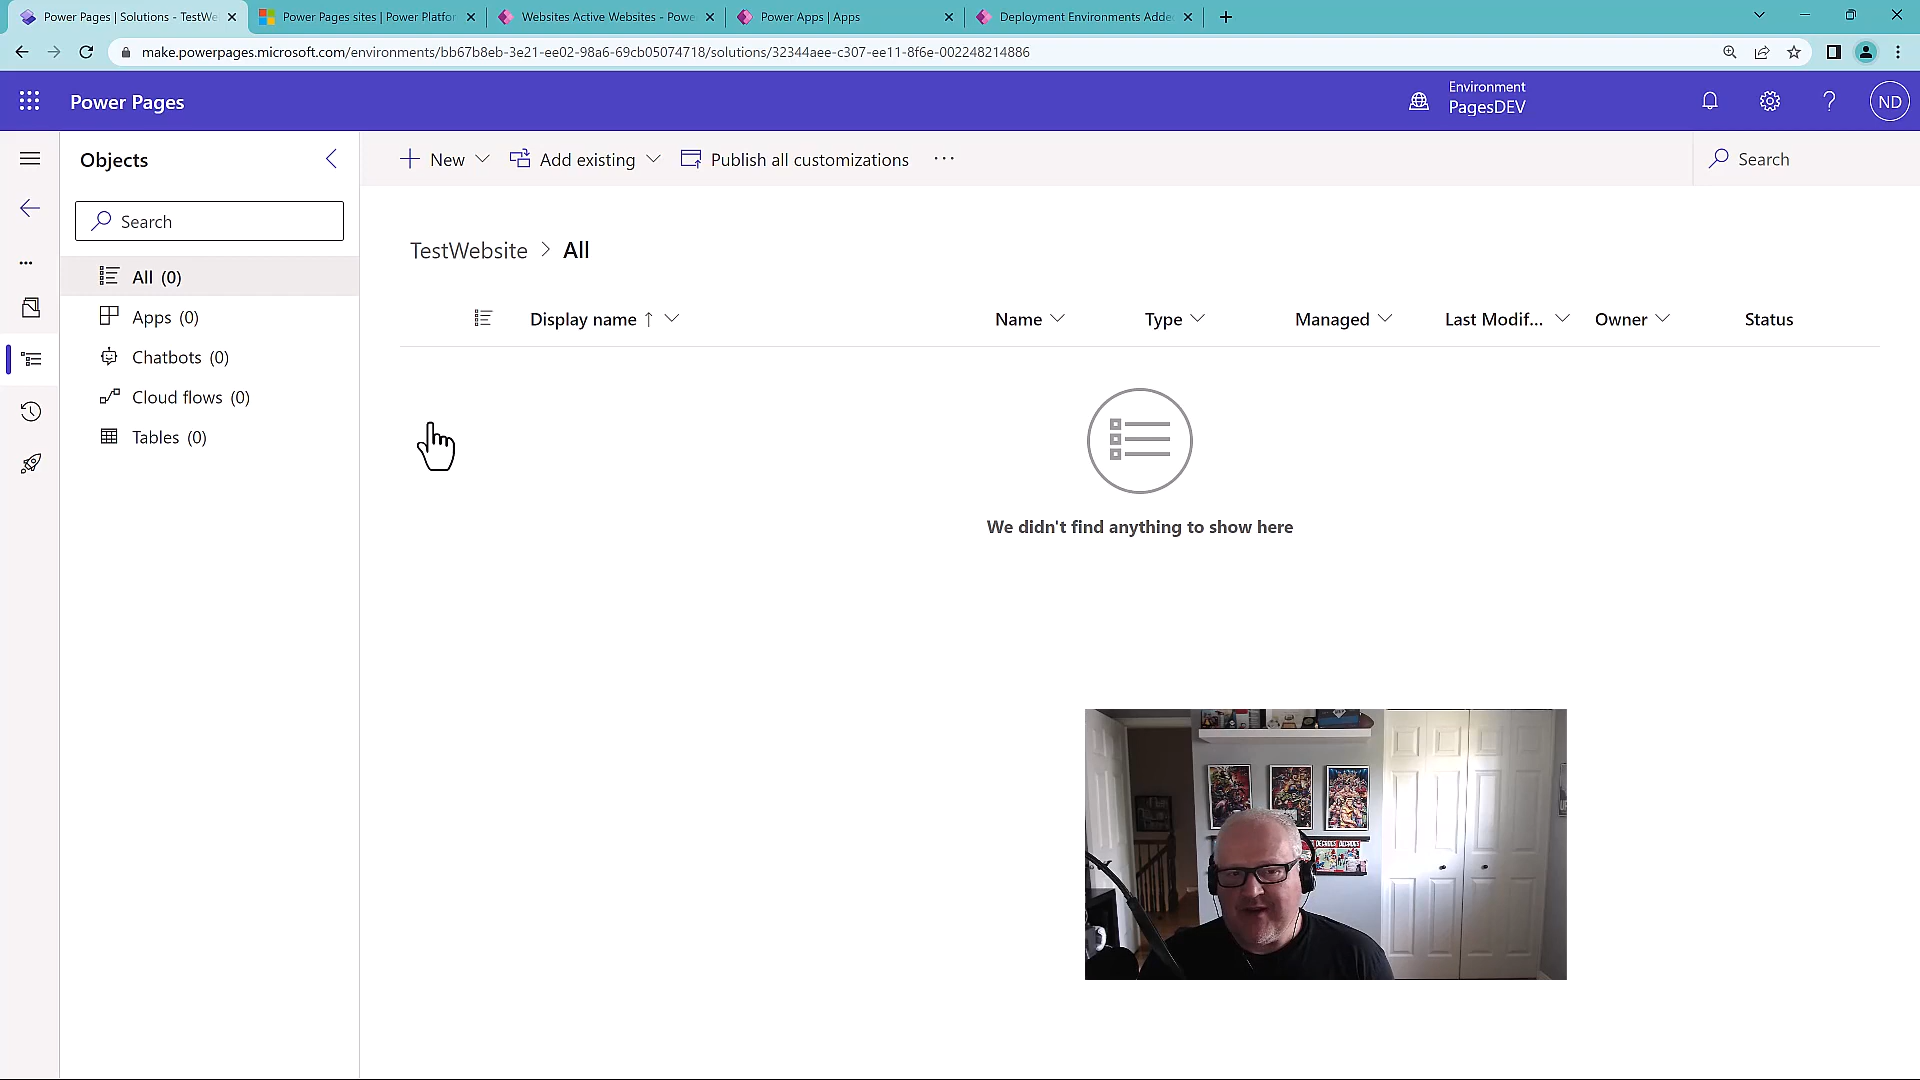 Power Pages | Solutions - TestWe
Power Pages sites | Power Platfor
Websites Active Websites - Powe
Power Apps | Apps
Deployment Environments Adde
make.powerpages.microsoft.com/environments/bb67b8eb-3e21-ee02-98a6-69cb05074718/solutions/32344aee-c307-ee11-8f6e-002248214886
Power Pages
Environment
PagesDEV
ND
Objects
New
Add existing
Publish all customizations
Search
Search
TestWebsite > All
All (0)
Apps (0)
Chatbots (0)
Cloud flows (0)
Tables (0)
Display name ↑
Name
Type
Managed
Last Modif...
Owner
Status
We didn't find anything to show here